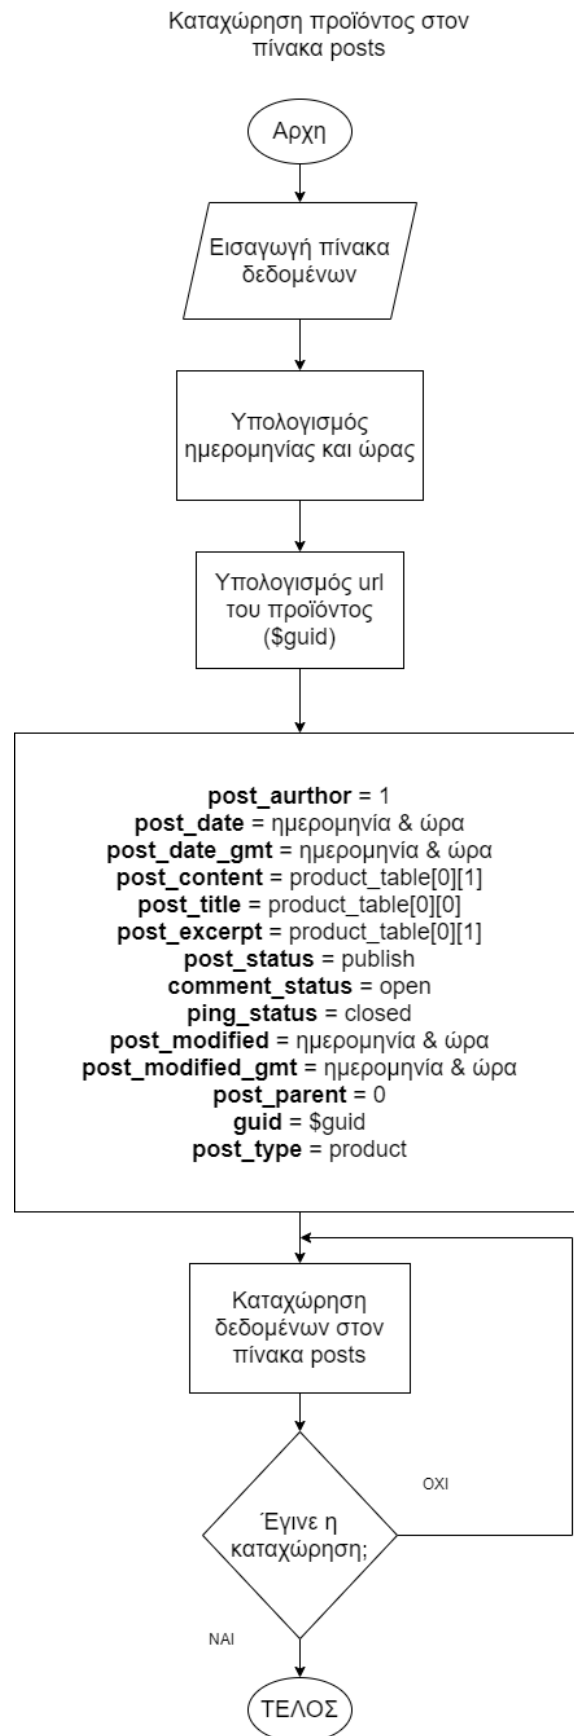 Καταχώρηση προϊόντος στον
πίνακα posts
Αρχη
Εισαγωγή πίνακα
δεδομένων
Υπολογισμός
ημερομηνίας και ώρας
Υπολογισμός url
του προϊόντος
($guid)
post_aurthor = 1
post_date = ημερομηνία & ώρα
post_date_gmt = ημερομηνία & ώρα
post_content = product_table[0][1]
post_title = product_table[0][0]
post_excerpt = product_table[0][1]
post_status = publish
comment_status = open
ping_status = closed
post_modified = ημερομηνία & ώρα
post_modified_gmt = ημερομηνία & ώρα
post_parent = 0
guid = $guid
post_type = product
Καταχώρηση
δεδομένων στον
πίνακα posts
ΟΧΙ
Έγινε η
καταχώρηση;
ΝΑΙ
ΤΕΛΟΣ